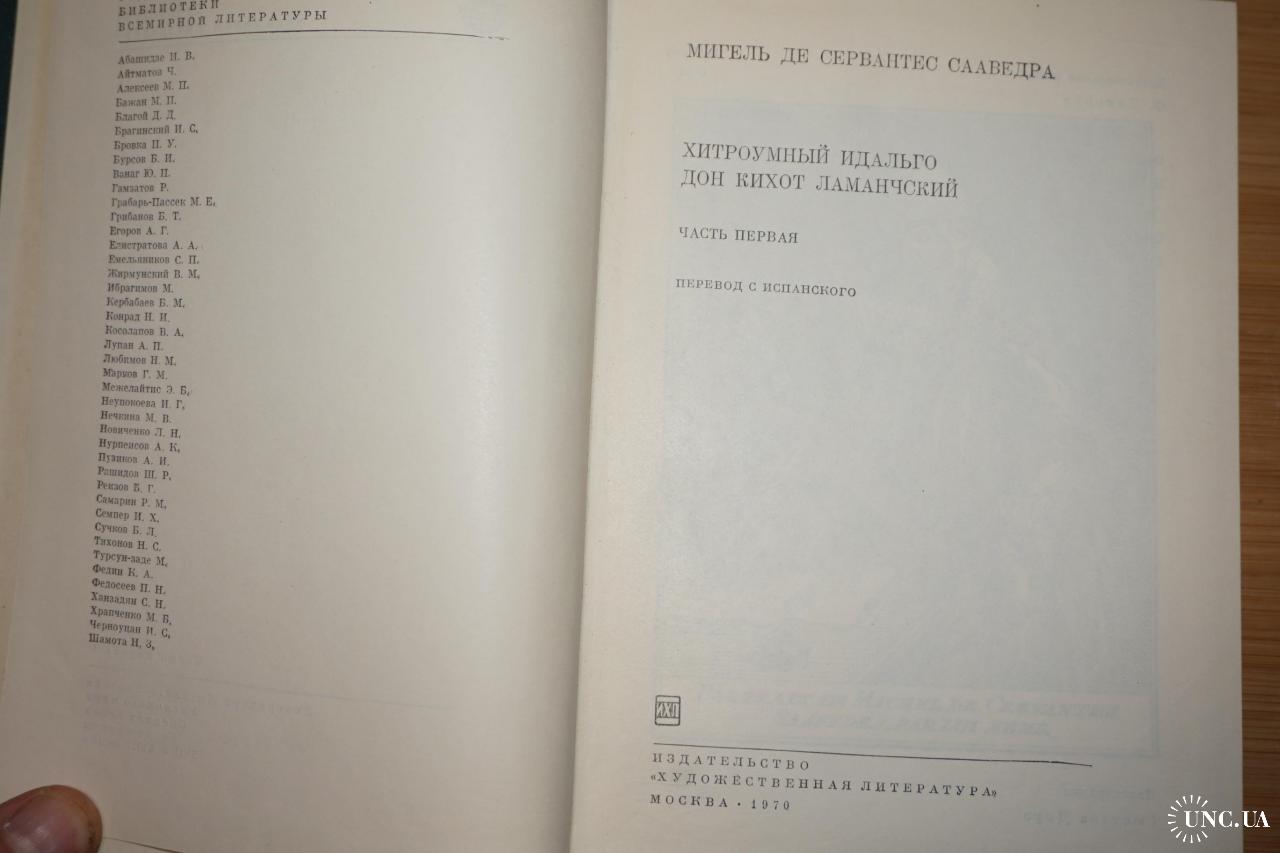 БИБЛИОТЕКИ
ВСЕМИРНОЙ ЛИТЕРАТУРЫ
Абашидзе И. В.
Айтматов Ч.
Алексеев М. П.
Бажан М. П.
Благой Д. Д.
Брагинский И. С.
Бровка П. У.
Бурсов Б. И.
Ванаг Ю. П.
Гамзатов Р.
Грабарь-Пассек М. Е.
Грибанов Б. Т.
Егоров А. Г.
Елистратова А. А.
Емельяников С. П.
Жирмунский В. М.
Ибрагимов М.
Кербабаев Б. М.
Конрад Н. И.
Косолапов В. А.
Лупан А. П.
Любимов Н. М.
Марков Г. М.
Межелайтис Э. Б.
Неупокоева И. Г.
Нечкина М. В.
Новиченко Л. Н.
Нурпеисов А. К.
Пузиков А. И.
Рашидов Ш. Р.
Реизов Б. Г.
Самарин Р. М.
Семпер И. Х.
Сучков Б. Л.
Тихонов Н. С.
Турсун-заде М.
Федин К. А.
Федосеев П. Н.
Ханзадян С. Н.
Храпченко М. Б.
Черноуцан И. С.
Шамота Н. З.
МИГЕЛЬ ДЕ СЕРВАНТЕС СААВЕДРА
ХИТРОУМНЫЙ ИДАЛЬГО
ДОН КИХОТ ЛАМАНЧСКИЙ
ЧАСТЬ ПЕРВАЯ
ПЕРЕВОД С ИСПАНСКОГО
ИЗДАТЕЛЬСТВО
«ХУДОЖЕСТВЕННАЯ ЛИТЕРАТУРА»
МОСКВА · 1970
UNC.UA